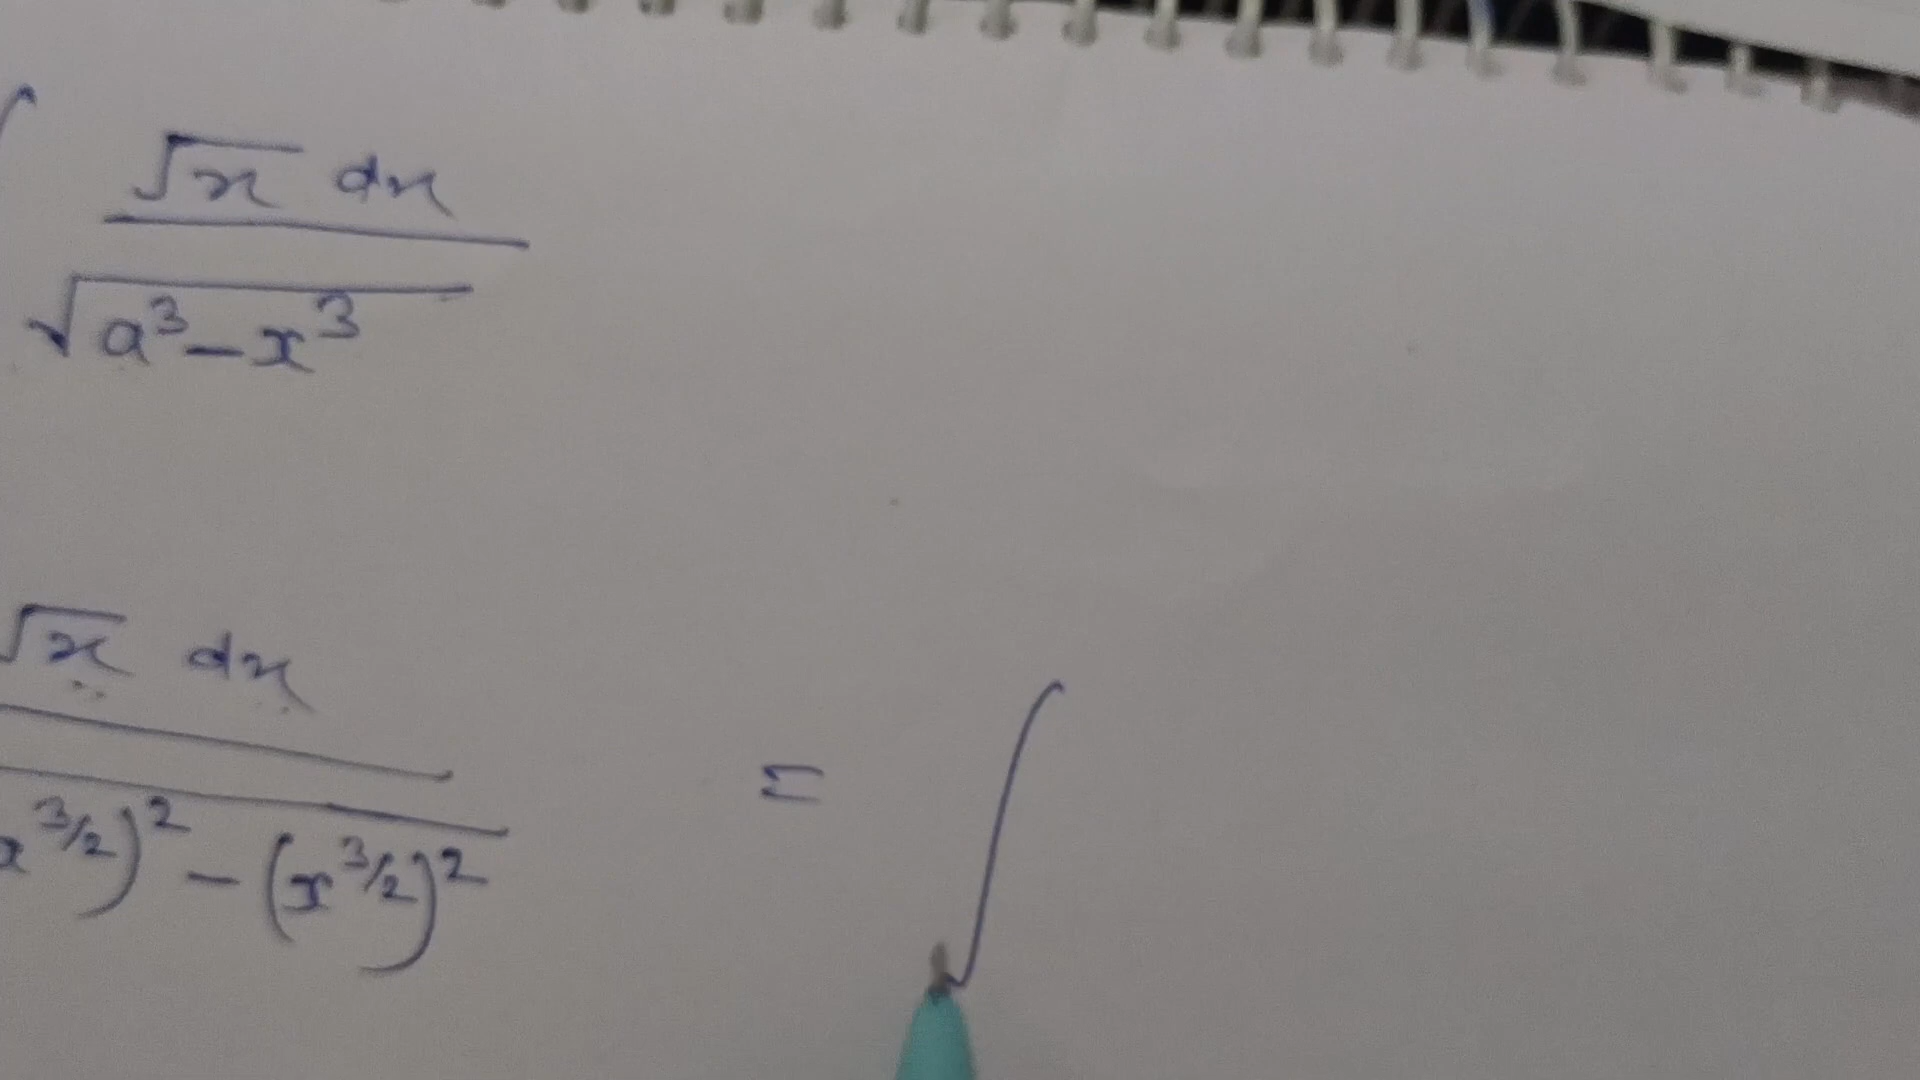 ∫ √x dx
√a³ – x³
√x dx
x^3/2)² – (x^3/2)² = ∫